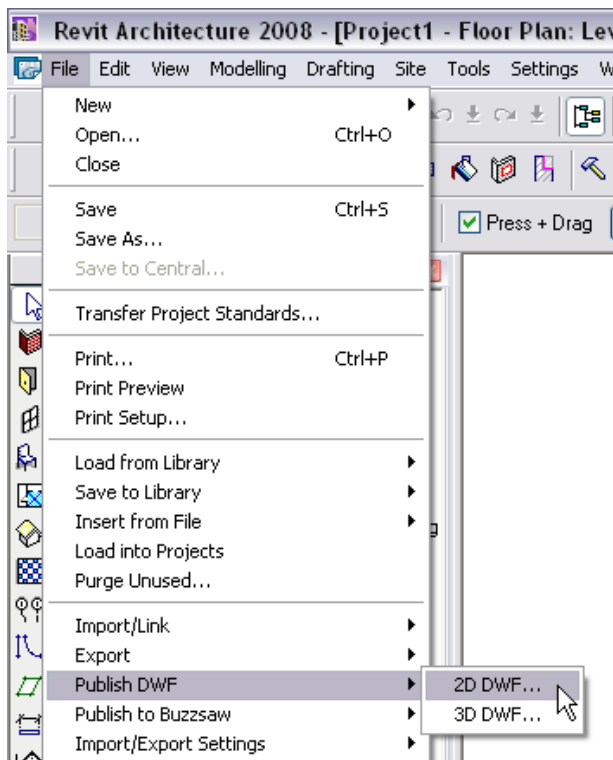 Revit Architecture 2008 - [Project1 - Floor Plan: Lev
File Edit View Modelling Drafting Site Tools Settings W
New
Open... Ctrl+O
Close
Save Ctrl+S
Save As...
Press + Drag
Save to Central...
Transfer Project Standards...
Print... Ctrl+P
Print Preview
Print Setup...
Load from Library
Save to Library
Insert from File
Load into Projects
Purge Unused...
Import/Link
Export
Publish DWF 2D DWF...
Publish to Buzzsaw 3D DWF...
Import/Export Settings